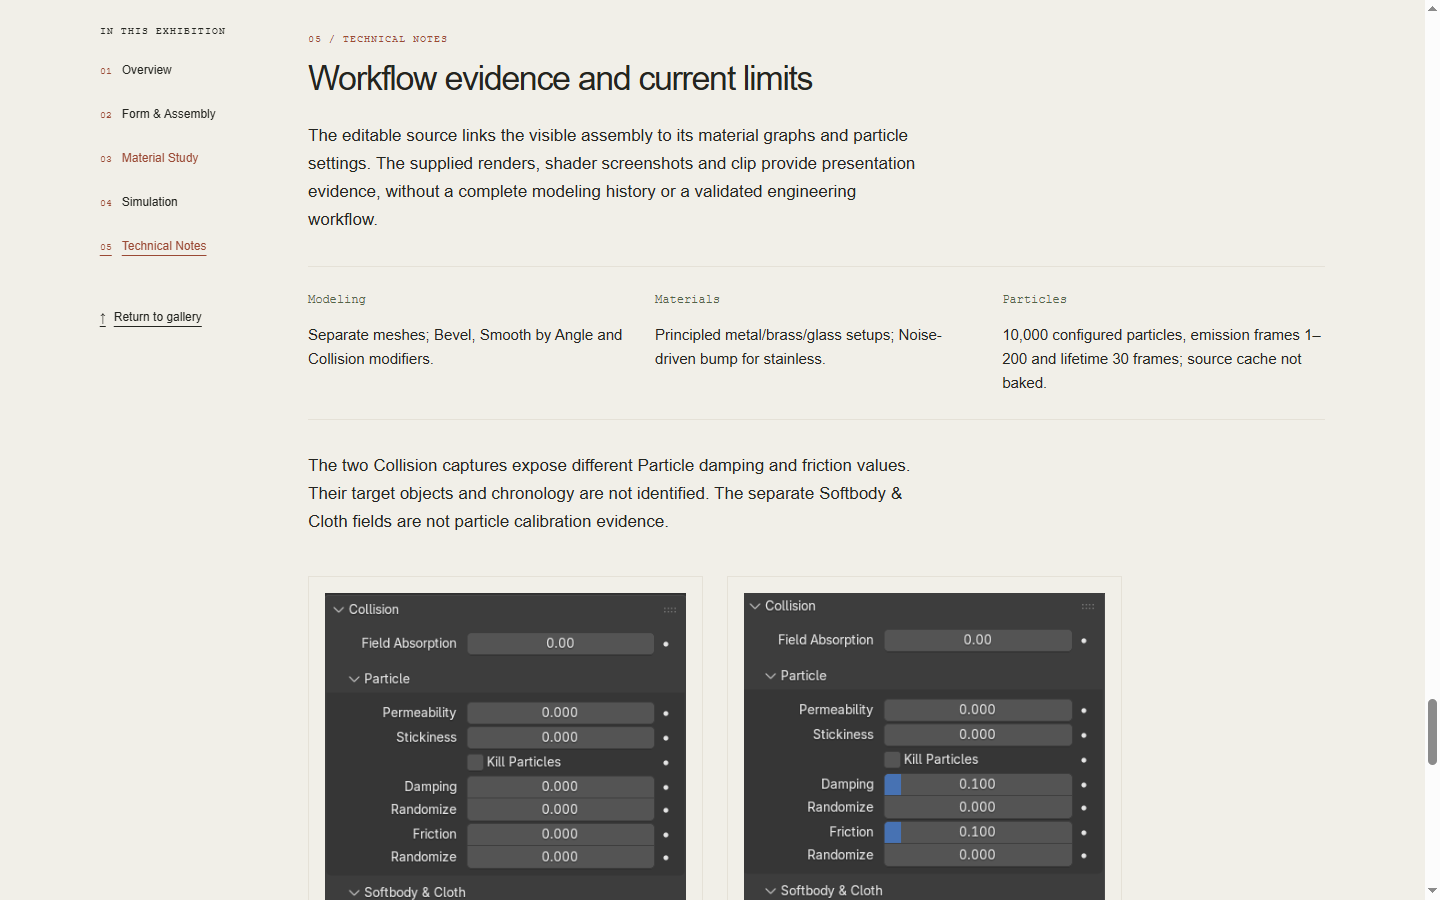 IN THIS EXHIBITION
01 Overview
02 Form & Assembly
03 Material Study
04 Simulation
05 Technical Notes
↑ Return to gallery
05 / TECHNICAL NOTES
Workflow evidence and current limits
The editable source links the visible assembly to its material graphs and particle
settings. The supplied renders, shader screenshots and clip provide presentation
evidence, without a complete modeling history or a validated engineering
workflow.
Modeling
Separate meshes; Bevel, Smooth by Angle and
Collision modifiers.
Materials
Principled metal/brass/glass setups; Noise-
driven bump for stainless.
Particles
10,000 configured particles, emission frames 1–
200 and lifetime 30 frames; source cache not
baked.
The two Collision captures expose different Particle damping and friction values.
Their target objects and chronology are not identified. The separate Softbody &
Cloth fields are not particle calibration evidence.
Collision
Field Absorption 0.00
Particle
Permeability 0.000
Stickiness 0.000
Kill Particles
Damping 0.000
Randomize 0.000
Friction 0.000
Randomize 0.000
Softbody & Cloth
Collision
Field Absorption 0.00
Particle
Permeability 0.000
Stickiness 0.000
Kill Particles
Damping 0.100
Randomize 0.000
Friction 0.100
Randomize 0.000
Softbody & Cloth